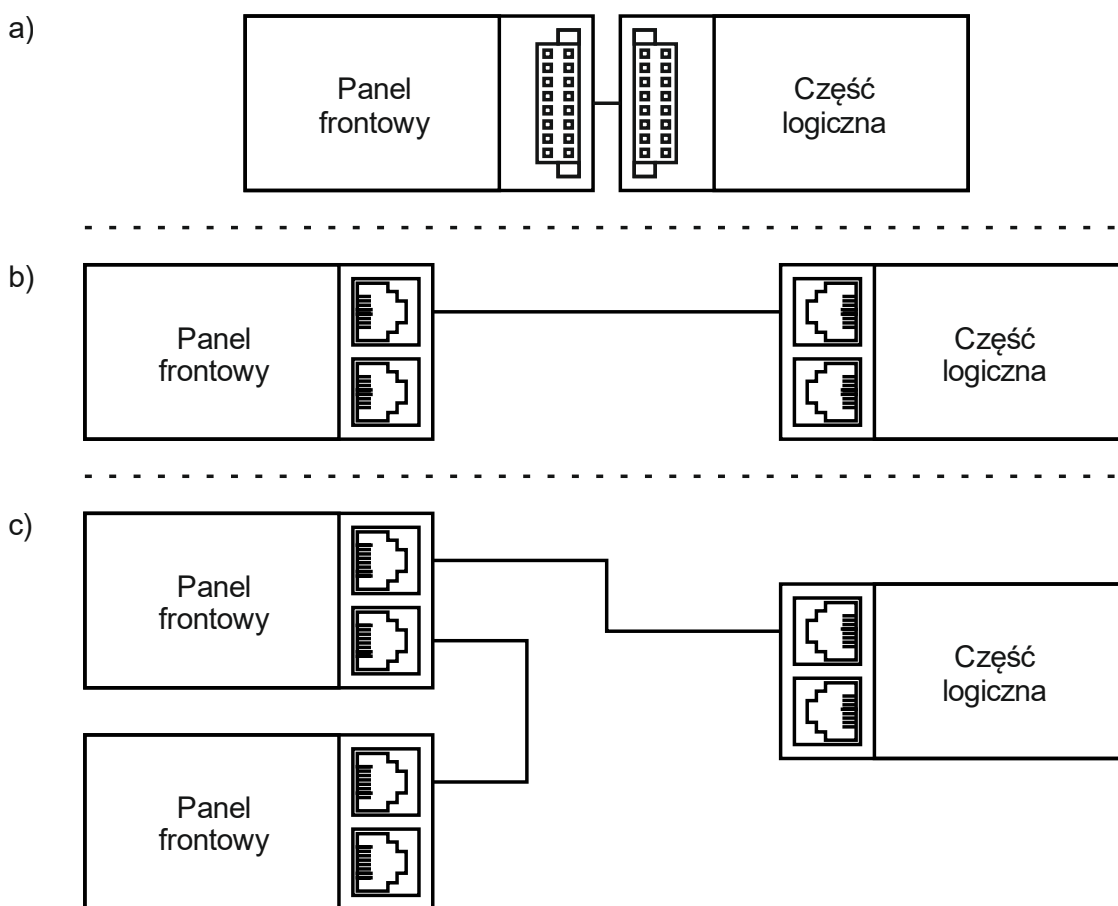 a)
Panel
frontowy
Część
logiczna
b)
Panel
frontowy
Część
logiczna
c)
Panel
frontowy
Część
logiczna
Panel
frontowy